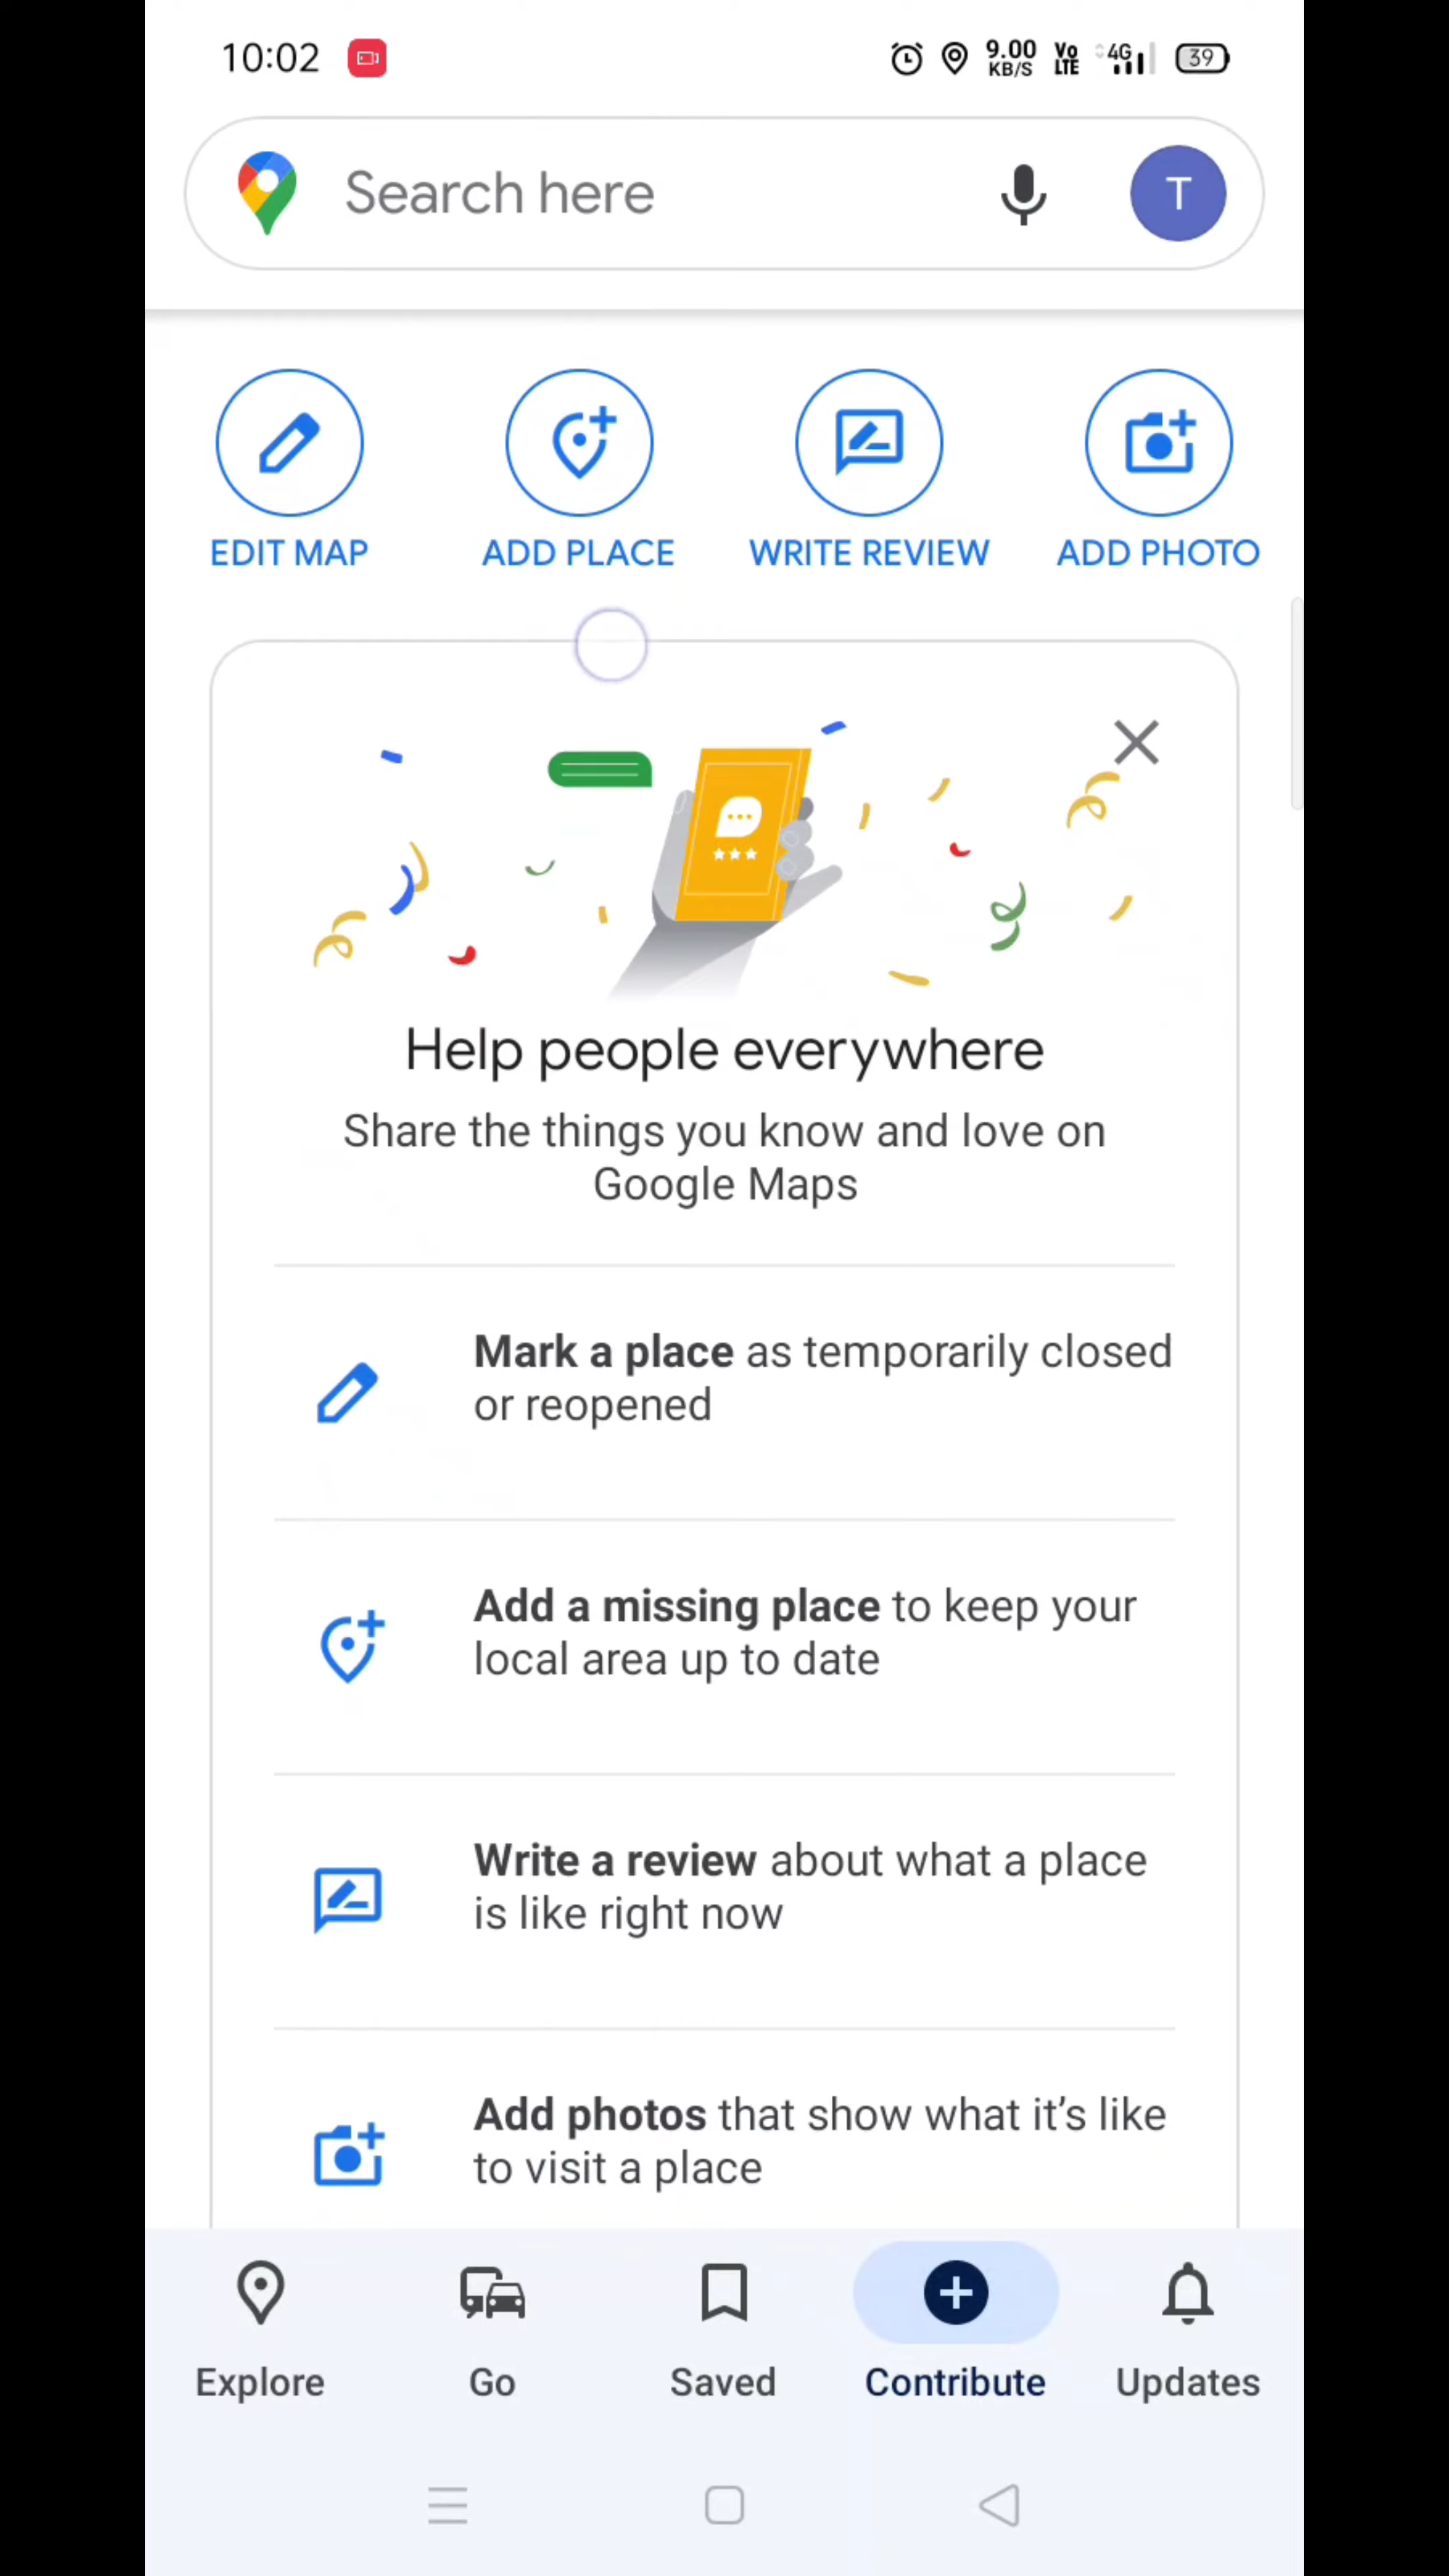 10:02 9.00 KB/S Vo LTE 4G 39
Search here T
EDIT MAP ADD PLACE WRITE REVIEW ADD PHOTO
Help people everywhere
Share the things you know and love on
Google Maps
Mark a place as temporarily closed
or reopened
Add a missing place to keep your
local area up to date
Write a review about what a place
is like right now
Add photos that show what it's like
to visit a place
Explore Go Saved Contribute Updates